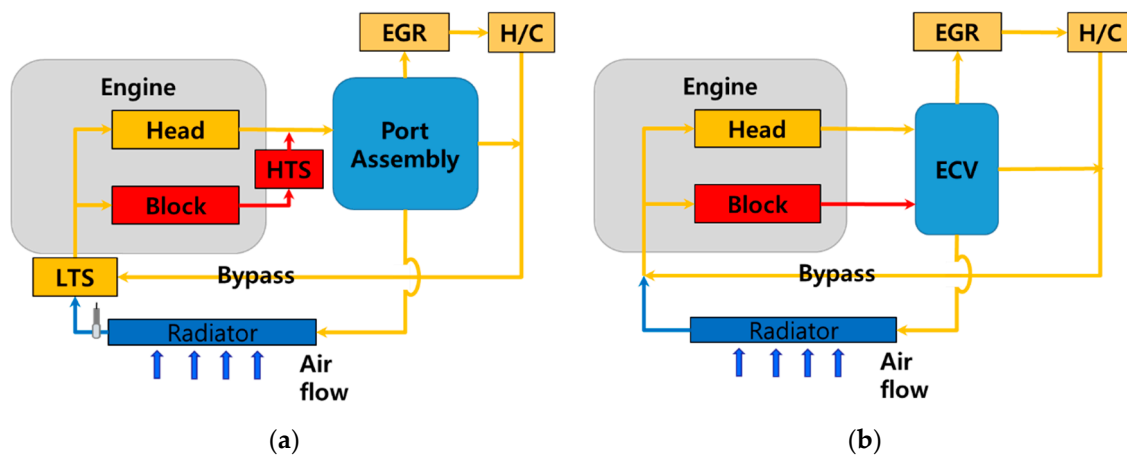 EGR
H/C
Engine
Head
Port
Assembly
HTS
Block
LTS
Bypass
Radiator
Air
flow
(a)
EGR
H/C
Engine
Head
ECV
Block
Bypass
Radiator
Air
flow
(b)